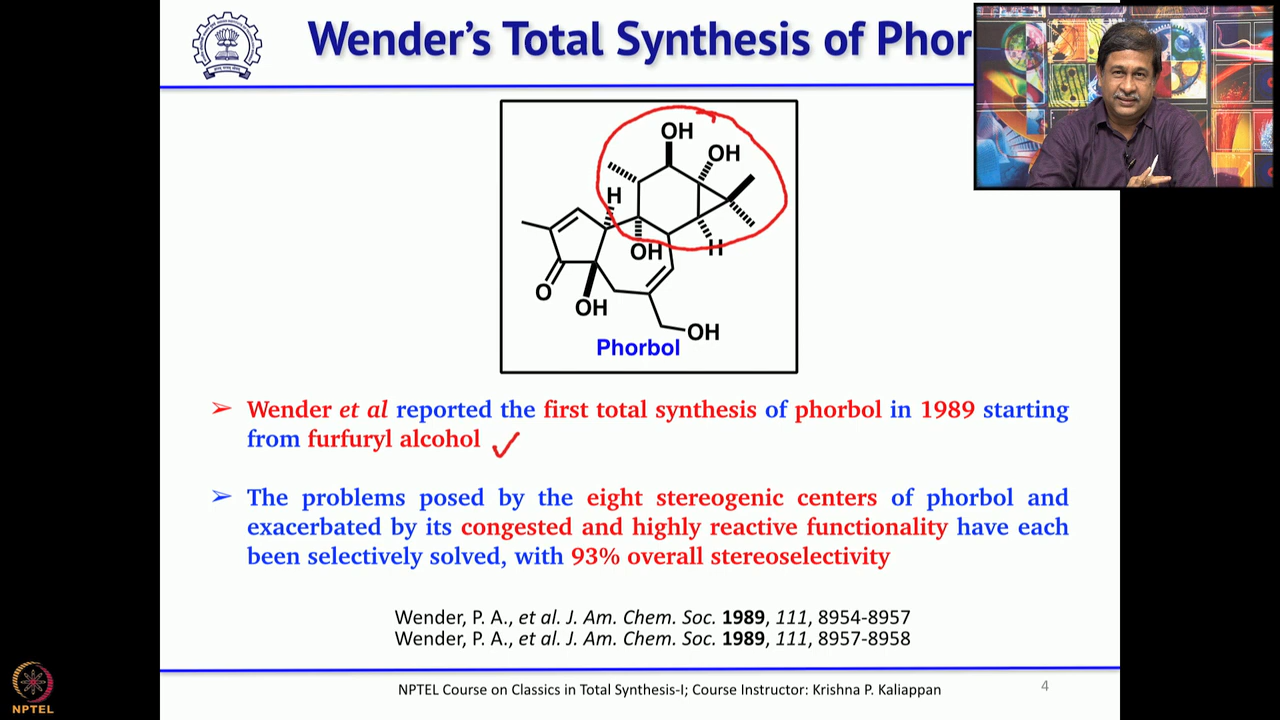 Wender's Total Synthesis of Phor
OH
OH
H
OH
H
O
OH
OH
Phorbol
➢ Wender et al reported the first total synthesis of phorbol in 1989 starting
from furfuryl alcohol
➢ The problems posed by the eight stereogenic centers of phorbol and
exacerbated by its congested and highly reactive functionality have each
been selectively solved, with 93% overall stereoselectivity
Wender, P. A., et al. J. Am. Chem. Soc. 1989, 111, 8954-8957
Wender, P. A., et al. J. Am. Chem. Soc. 1989, 111, 8957-8958
NPTEL Course on Classics in Total Synthesis-I; Course Instructor: Krishna P. Kaliappan
4
NPTEL